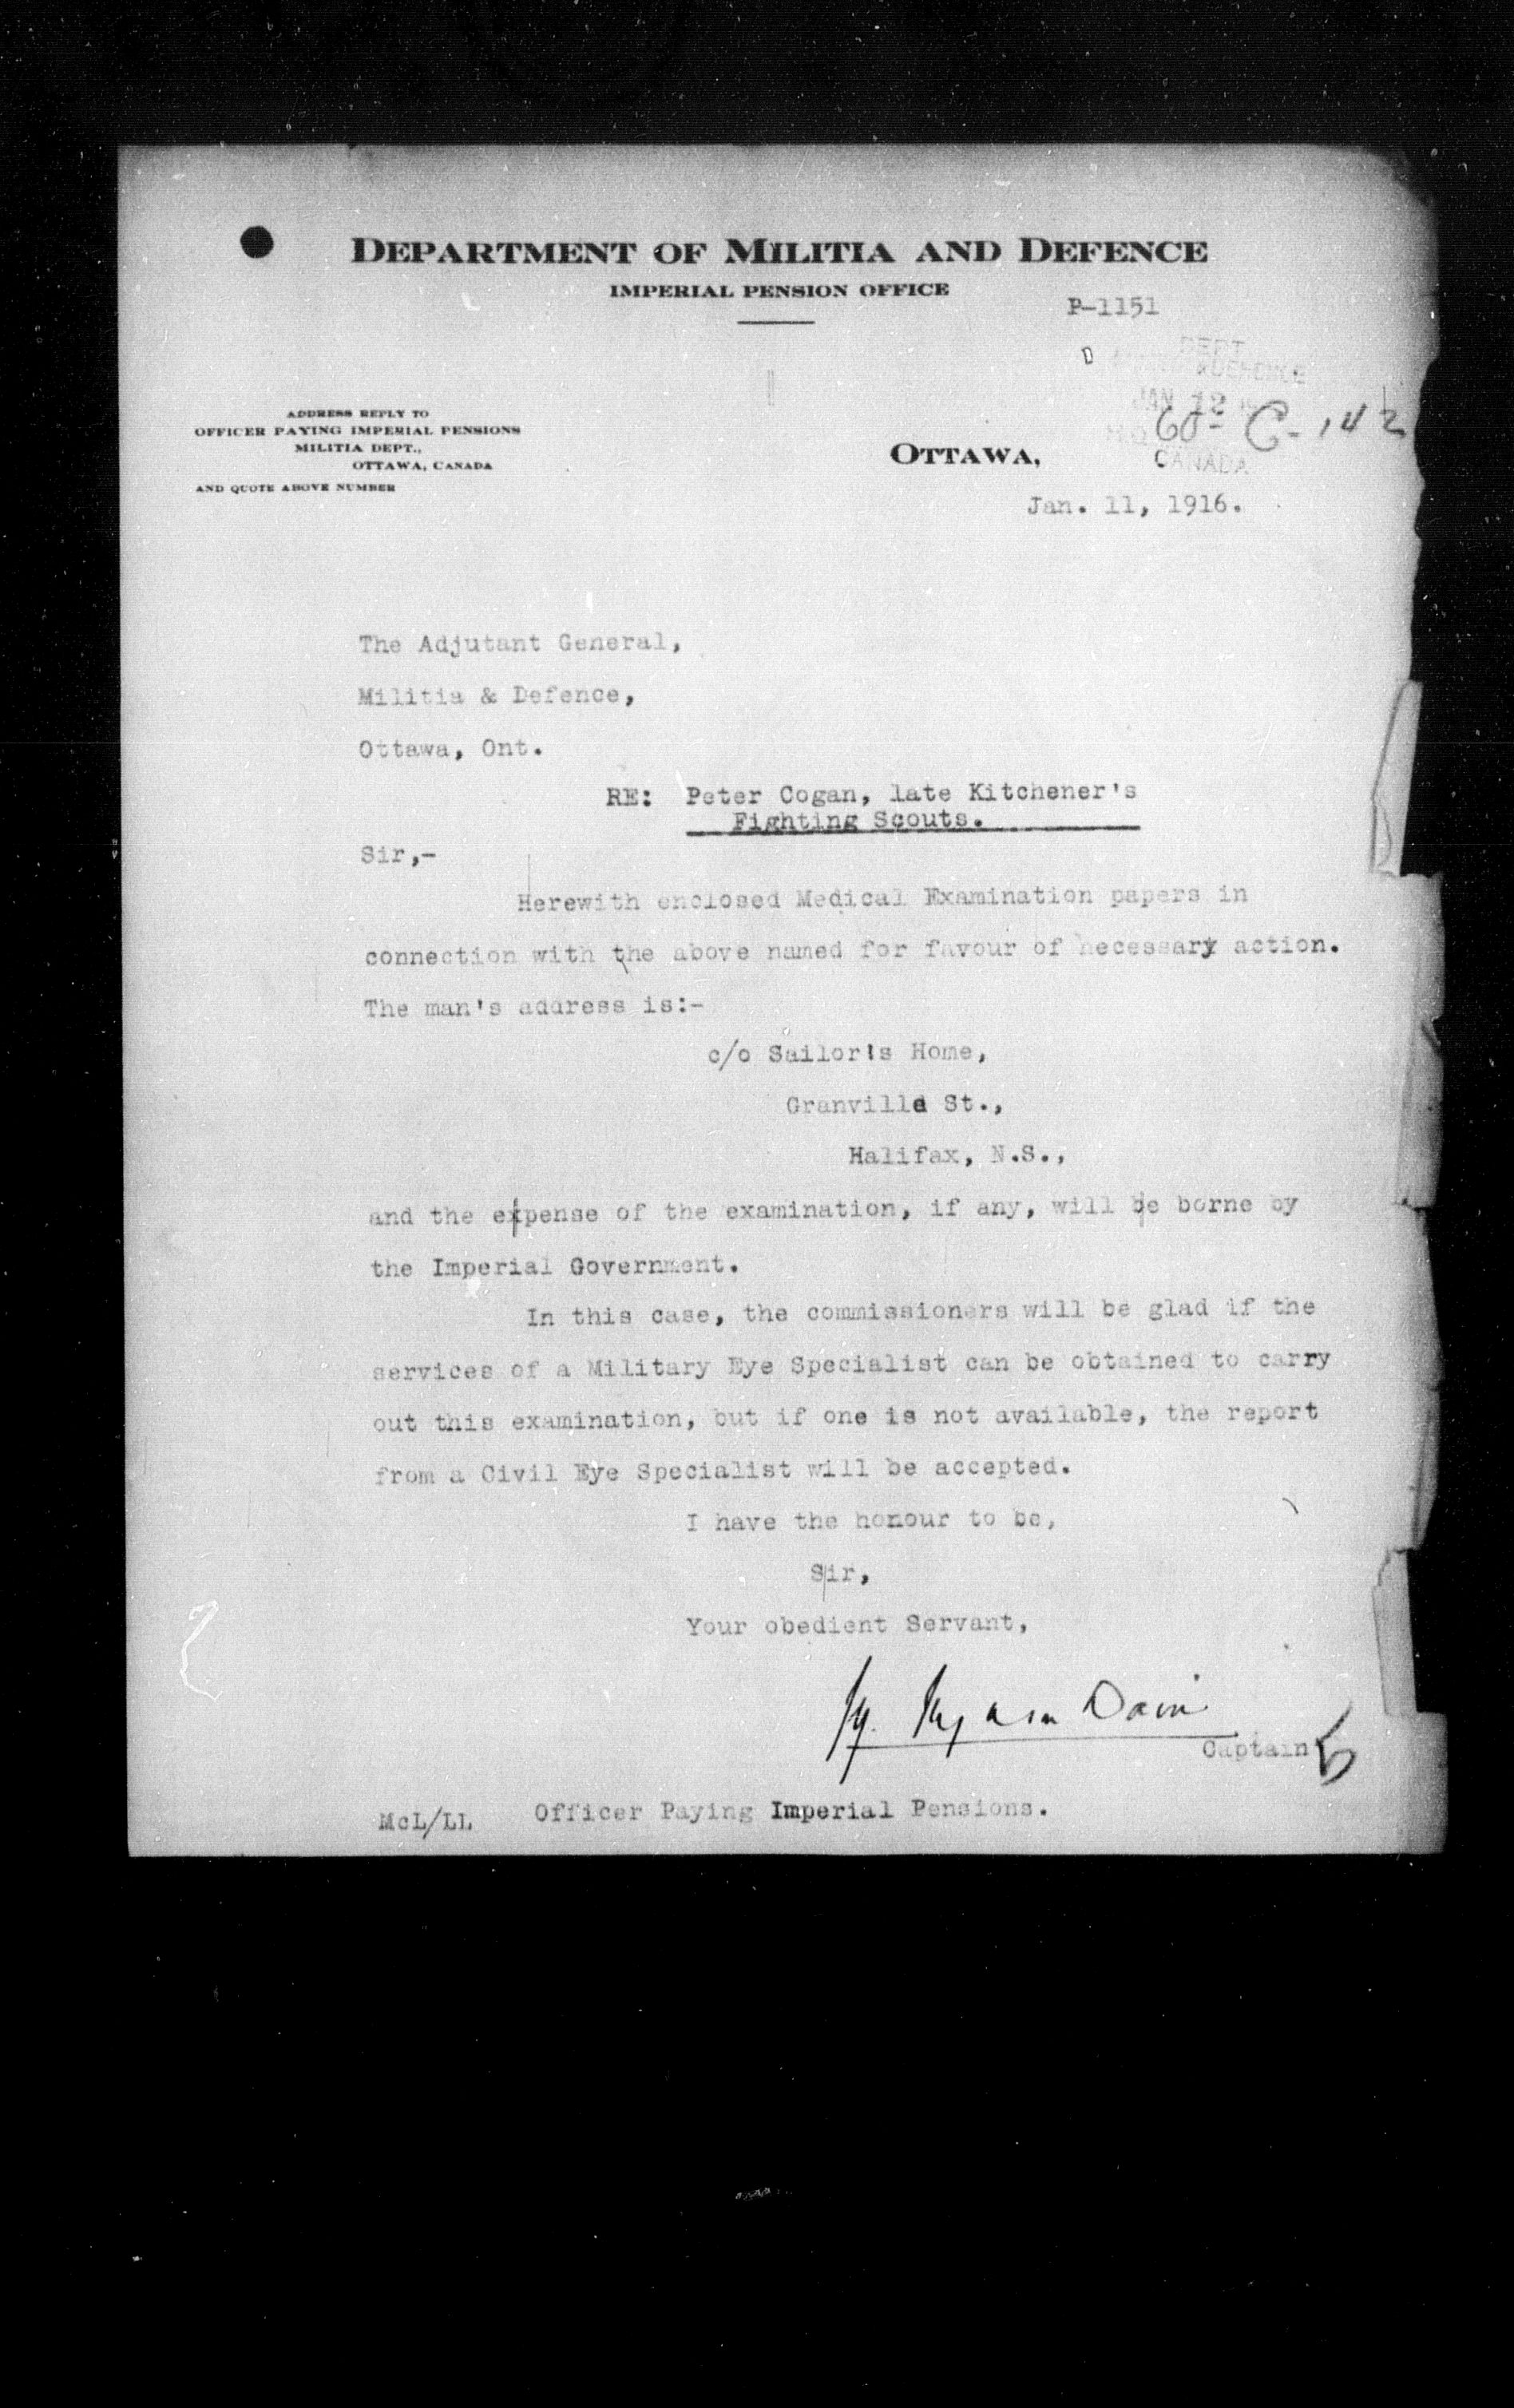 DEPARTMENT OF MILITIA AND DEFENCE
IMPERIAL PENSION OFFICE
P-1151
DEPT
& DEFENCE
JAN 12
60- C-142
CANADA
ADDRESS REPLY TO
OFFICER PAYING IMPERIAL PENSIONS
MILITIA DEPT.,
OTTAWA, CANADA
AND QUOTE ABOVE NUMBER
OTTAWA,
Jan. 11, 1916.
The Adjutant General,
Militia & Defence,
Ottawa, Ont.
RE: Peter Cogan, late Kitchener's
Fighting Scouts.
Sir,-
Herewith enclosed Medical Examination papers in
connection with the above named for favour of necessary action.
The man's address is:-
c/o Sailor's Home,
Granville St.,
Halifax, N.S.,
and the expense of the examination, if any, will be borne by
the Imperial Government.
In this case, the commissioners will be glad if the
services of a Military Eye Specialist can be obtained to carry
out this examination, but if one is not available, the report
from a Civil Eye Specialist will be accepted.
I have the honour to be,
Sir,
Your obedient Servant,
Captain
McL/LL Officer Paying Imperial Pensions.